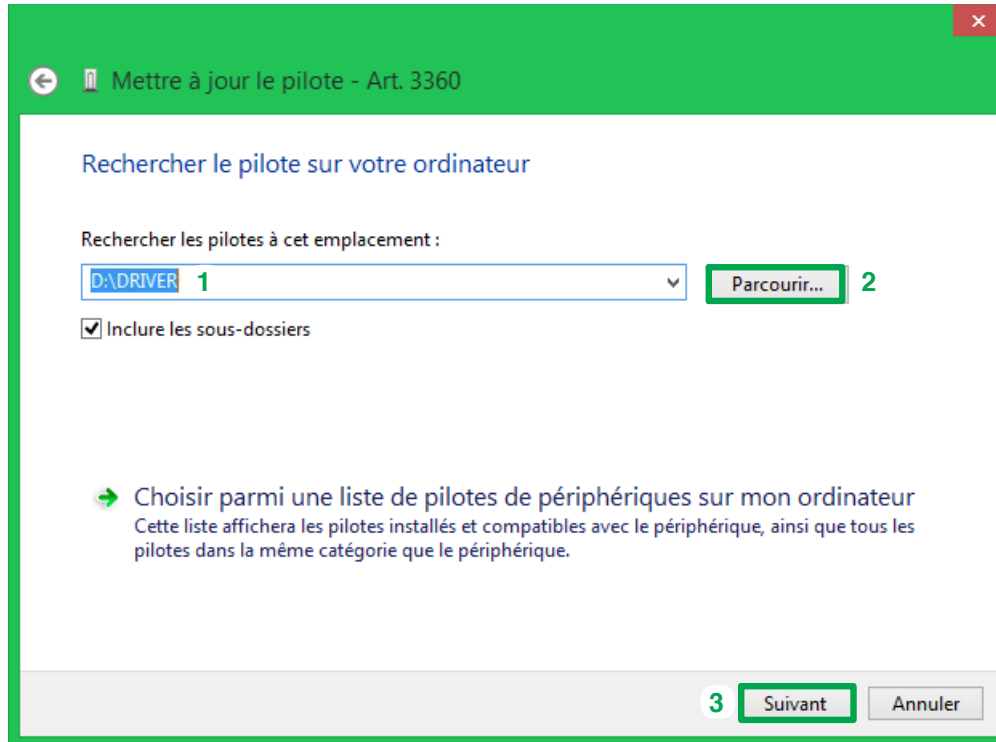 Mettre à jour le pilote - Art. 3360
Rechercher le pilote sur votre ordinateur
Rechercher les pilotes à cet emplacement :
D:\DRIVER 1
Parcourir... 2
Inclure les sous-dossiers
Choisir parmi une liste de pilotes de périphériques sur mon ordinateur
Cette liste affichera les pilotes installés et compatibles avec le périphérique, ainsi que tous les
pilotes dans la même catégorie que le périphérique.
3 Suivant Annuler